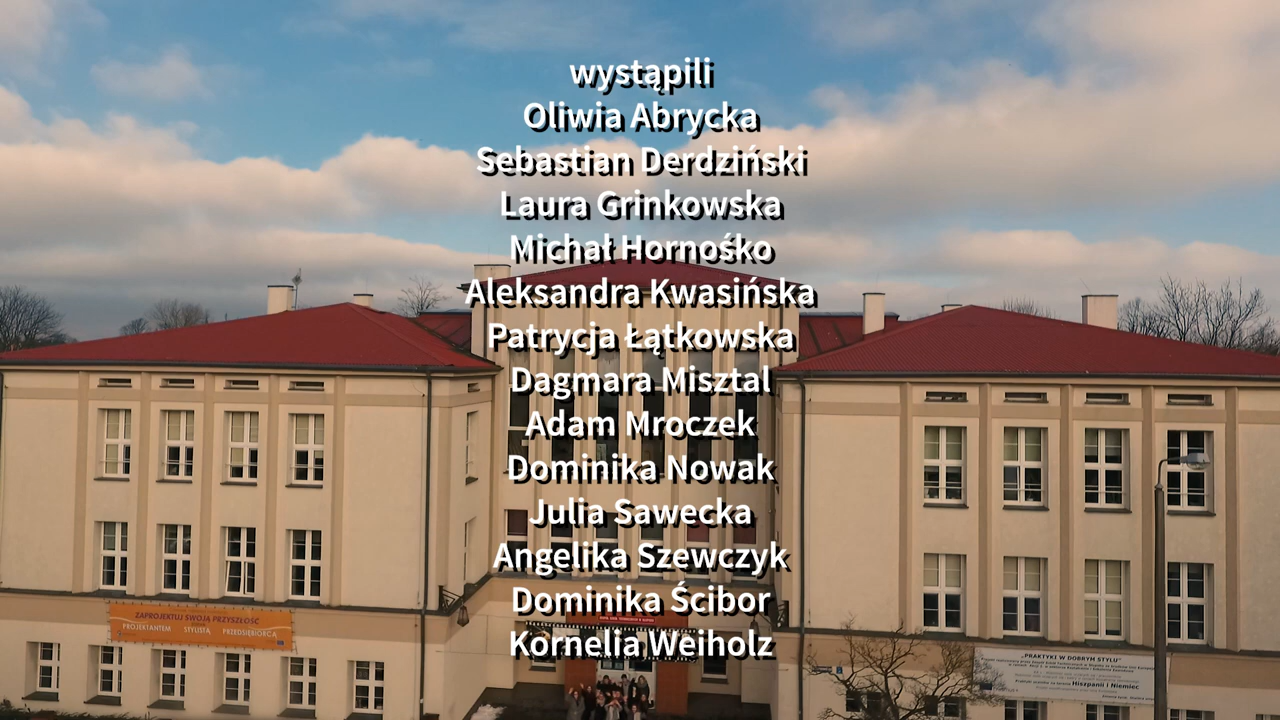 wystąpili
Oliwia Abrycka
Sebastian Derdziński
Laura Grinkowska
Michał Hornośko
Aleksandra Kwasińska
Patrycja Łątkowska
Dagmara Misztal
Adam Mroczek
Dominika Nowak
Julia Sawecka
Angelika Szewczyk
Dominika Ścibor
Kornelia Weiholz
ZAPROJEKTUJ SWOJĄ PRZYSZŁOŚĆ
PROJEKTANTEM STYLISTĄ PRZEDSIĘBIORCĄ
„PRAKTYKI W DOBRYM STYLU”
Hiszpanii i Niemiec